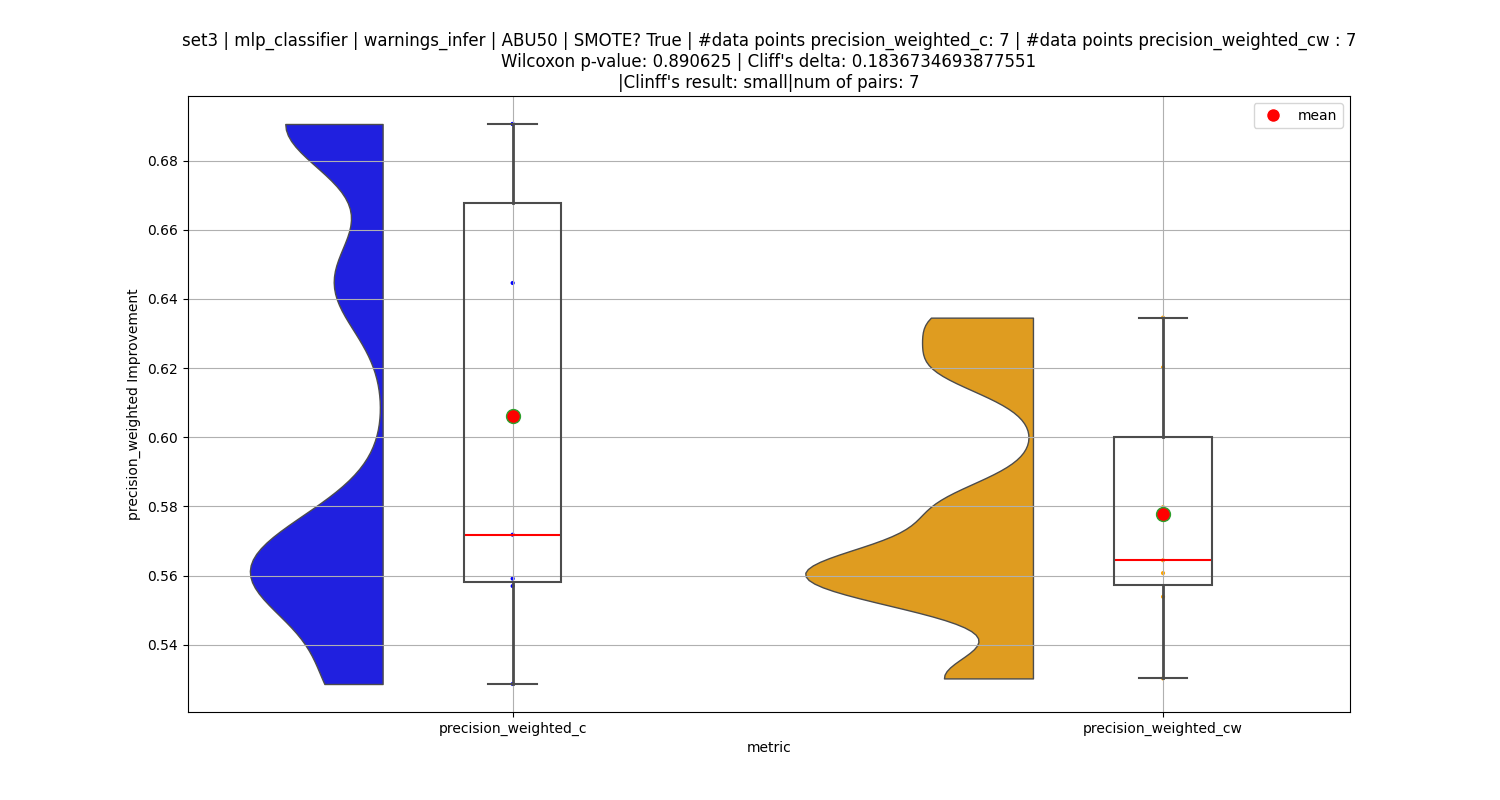 set3 | mlp_classifier | warnings_infer | ABU50 | SMOTE? True | #data points precision_weighted_c: 7 | #data points precision_weighted_cw : 7
Wilcoxon p-value: 0.890625 | Cliff's delta: 0.1836734693877551
|Clinff's result: small|num of pairs: 7
mean
0.68
0.66
0.64
0.62
0.60
0.58
0.56
0.54
precision_weighted Improvement
precision_weighted_c
precision_weighted_cw
metric